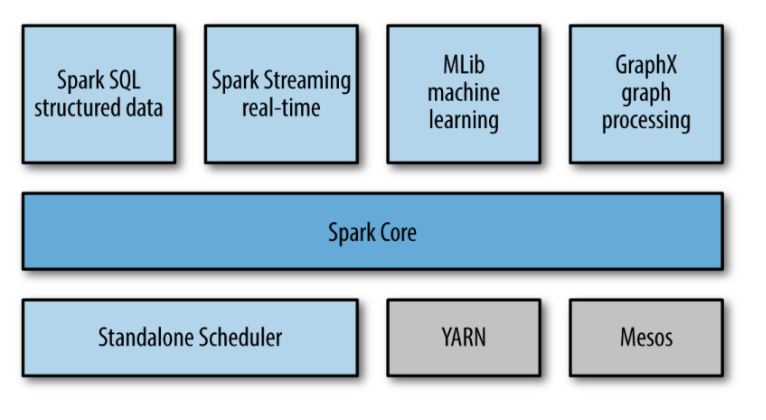 Spark SQL
structured data
Spark Streaming
real-time
MLib
machine
learning
GraphX
graph
processing
Spark Core
Standalone Scheduler
YARN
Mesos